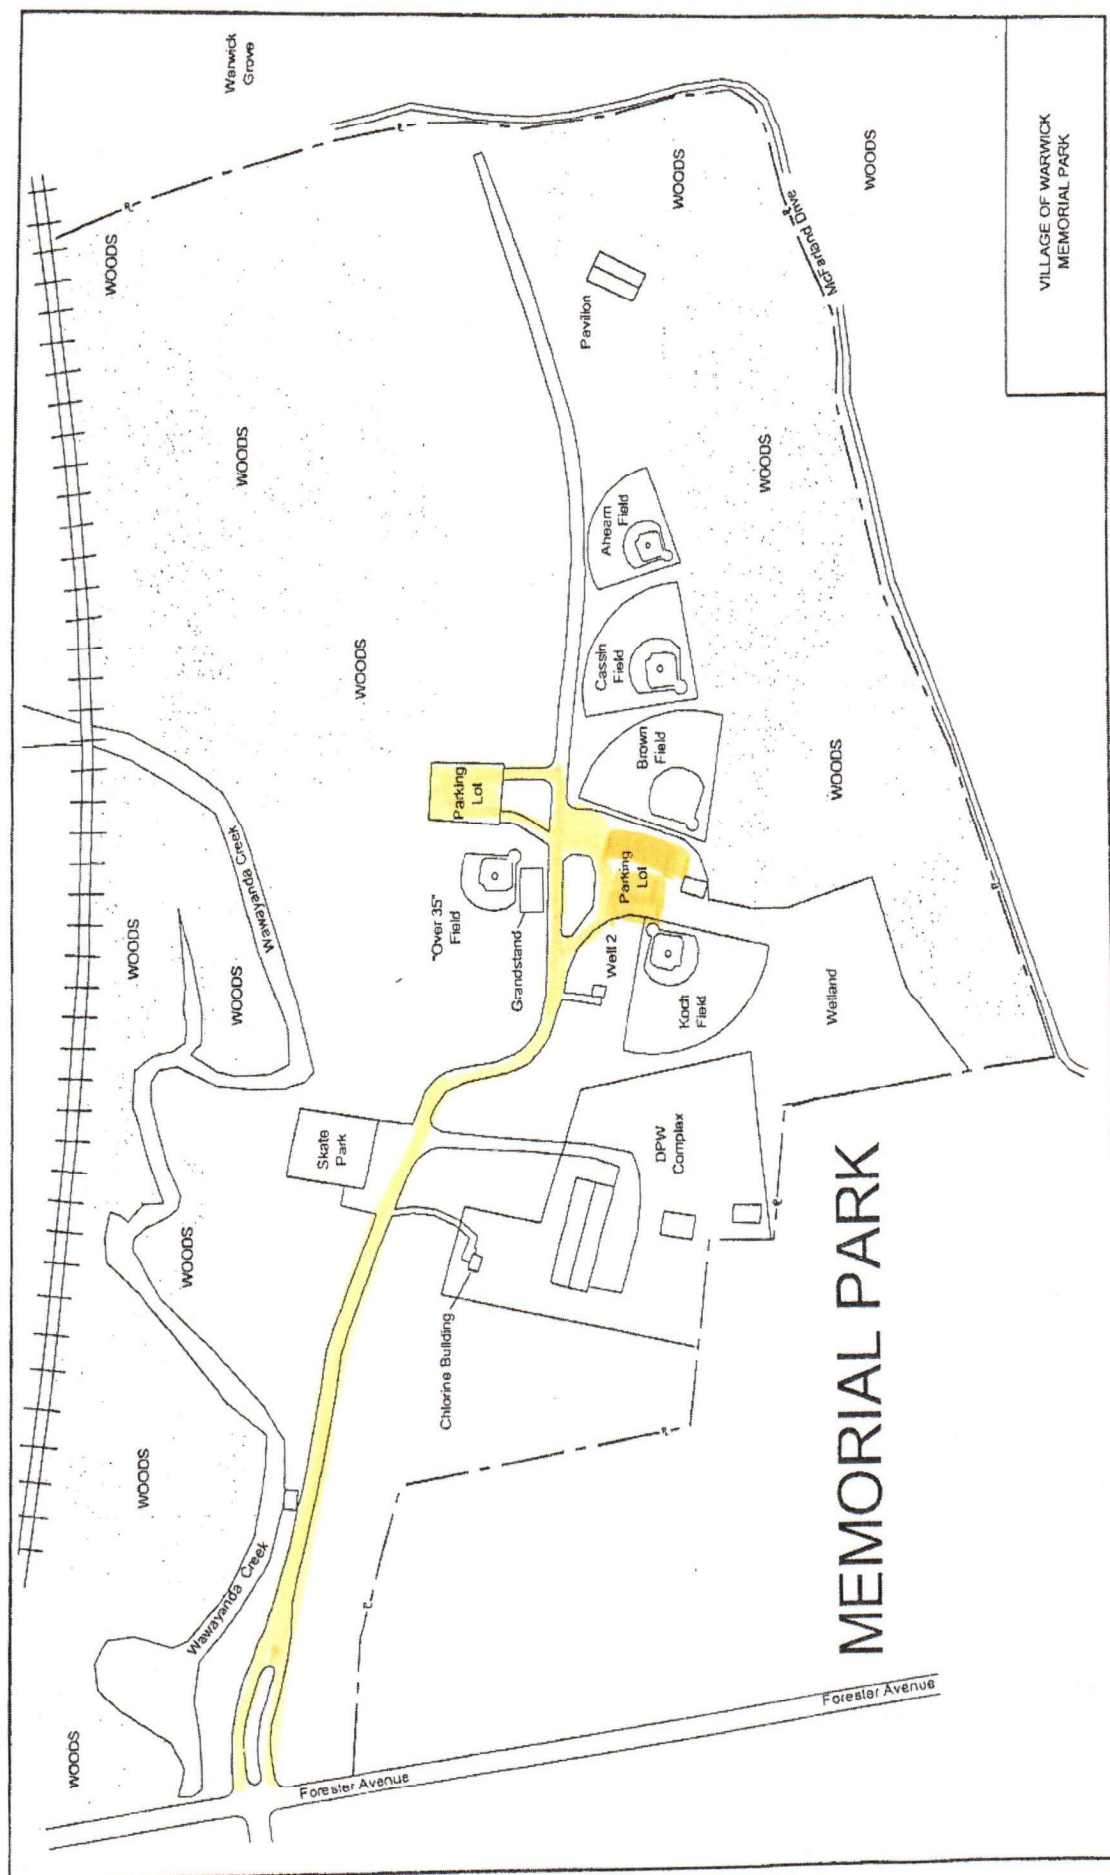 WOODS
WOODS
WOODS
WOODS
WOODS
Wawayanda Creek
WOODS
Warwick
Grove
WOODS
Wawayanda Creek
Skate
Park
Forester Avenue
WOODS
"Over 35"
Field
Chlorine Building
Parking
Lot
Grandstand
Pavilion
Well 2
Parking
Lot
Brown
Field
Cassin
Field
Ahearn
Field
DPW
Complex
Koch
Field
WOODS
WOODS
McFarland Drive
Wetland
WOODS
WOODS
Forester Avenue
MEMORIAL PARK
VILLAGE OF WARWICK
MEMORIAL PARK